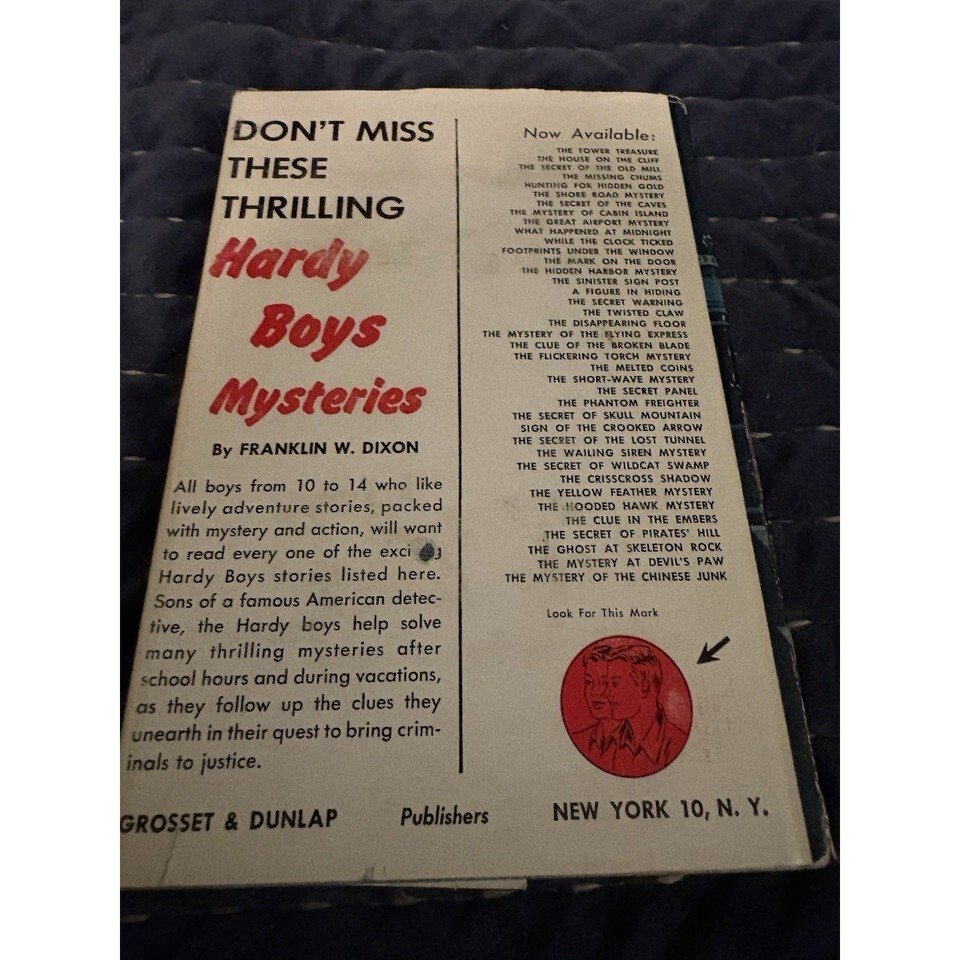 DON'T MISS
THESE
THRILLING
Hardy
Boys
Mysteries
By FRANKLIN W. DIXON
All boys from 10 to 14 who like
lively adventure stories, packed
with mystery and action, will want
to read every one of the exci g
Hardy Boys stories listed here.
Sons of a famous American detec-
tive, the Hardy boys help solve
many thrilling mysteries after
school hours and during vacations,
as they follow up the clues they
unearth in their quest to bring crim-
inals to justice.
Now Available:
THE TOWER TREASURE
THE HOUSE ON THE CLIFF
THE SECRET OF THE OLD MILL
THE MISSING CHUMS
HUNTING FOR HIDDEN GOLD
THE SHORE ROAD MYSTERY
THE SECRET OF THE CAVES
THE MYSTERY OF CABIN ISLAND
THE GREAT AIRPORT MYSTERY
WHAT HAPPENED AT MIDNIGHT
WHILE THE CLOCK TICKED
FOOTPRINTS UNDER THE WINDOW
THE MARK ON THE DOOR
THE HIDDEN HARBOR MYSTERY
THE SINISTER SIGN POST
A FIGURE IN HIDING
THE SECRET WARNING
THE TWISTED CLAW
THE DISAPPEARING FLOOR
THE MYSTERY OF THE FLYING EXPRESS
THE CLUE OF THE BROKEN BLADE
THE FLICKERING TORCH MYSTERY
THE MELTED COINS
THE SHORT-WAVE MYSTERY
THE SECRET PANEL
THE PHANTOM FREIGHTER
THE SECRET OF SKULL MOUNTAIN
SIGN OF THE CROOKED ARROW
THE SECRET OF THE LOST TUNNEL
THE WAILING SIREN MYSTERY
THE SECRET OF WILDCAT SWAMP
THE CRISSCROSS SHADOW
THE YELLOW FEATHER MYSTERY
THE HOODED HAWK MYSTERY
THE CLUE IN THE EMBERS
THE SECRET OF PIRATES' HILL
THE GHOST AT SKELETON ROCK
THE MYSTERY AT DEVIL'S PAW
THE MYSTERY OF THE CHINESE JUNK
Look For This Mark
GROSSET & DUNLAP Publishers NEW YORK 10, N. Y.